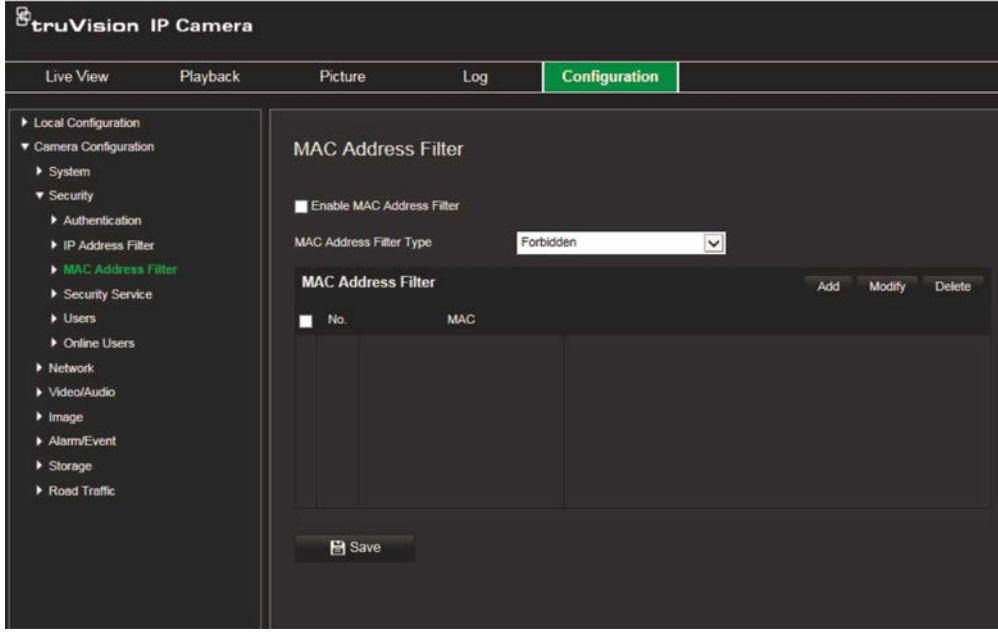 truVision IP Camera
Live View Playback Picture Log Configuration
Local Configuration
Camera Configuration
System
Security
Authentication
IP Address Filter
MAC Address Filter
Security Service
Users
Online Users
Network
Video/Audio
Image
Alarm/Event
Storage
Road Traffic
MAC Address Filter
Enable MAC Address Filter
MAC Address Filter Type Forbidden
MAC Address Filter Add Modify Delete
No. MAC
Save